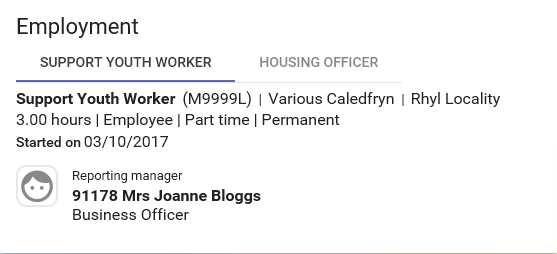 Employment
SUPPORT YOUTH WORKER HOUSING OFFICER
Support Youth Worker (M9999L) | Various Caledfryn | Rhyl Locality
3.00 hours | Employee | Part time | Permanent
Started on 03/10/2017
Reporting manager
91178 Mrs Joanne Bloggs
Business Officer